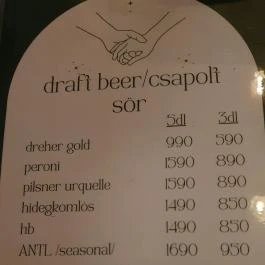 draft beer/csapolt
sör
5dl 3dl
dreher gold 990 590
peroni 1590 890
pilsner urquelle 1590 890
hidegkomlós 1490 850
hb 1490 850
ANTL /seasonal/ 1690 950